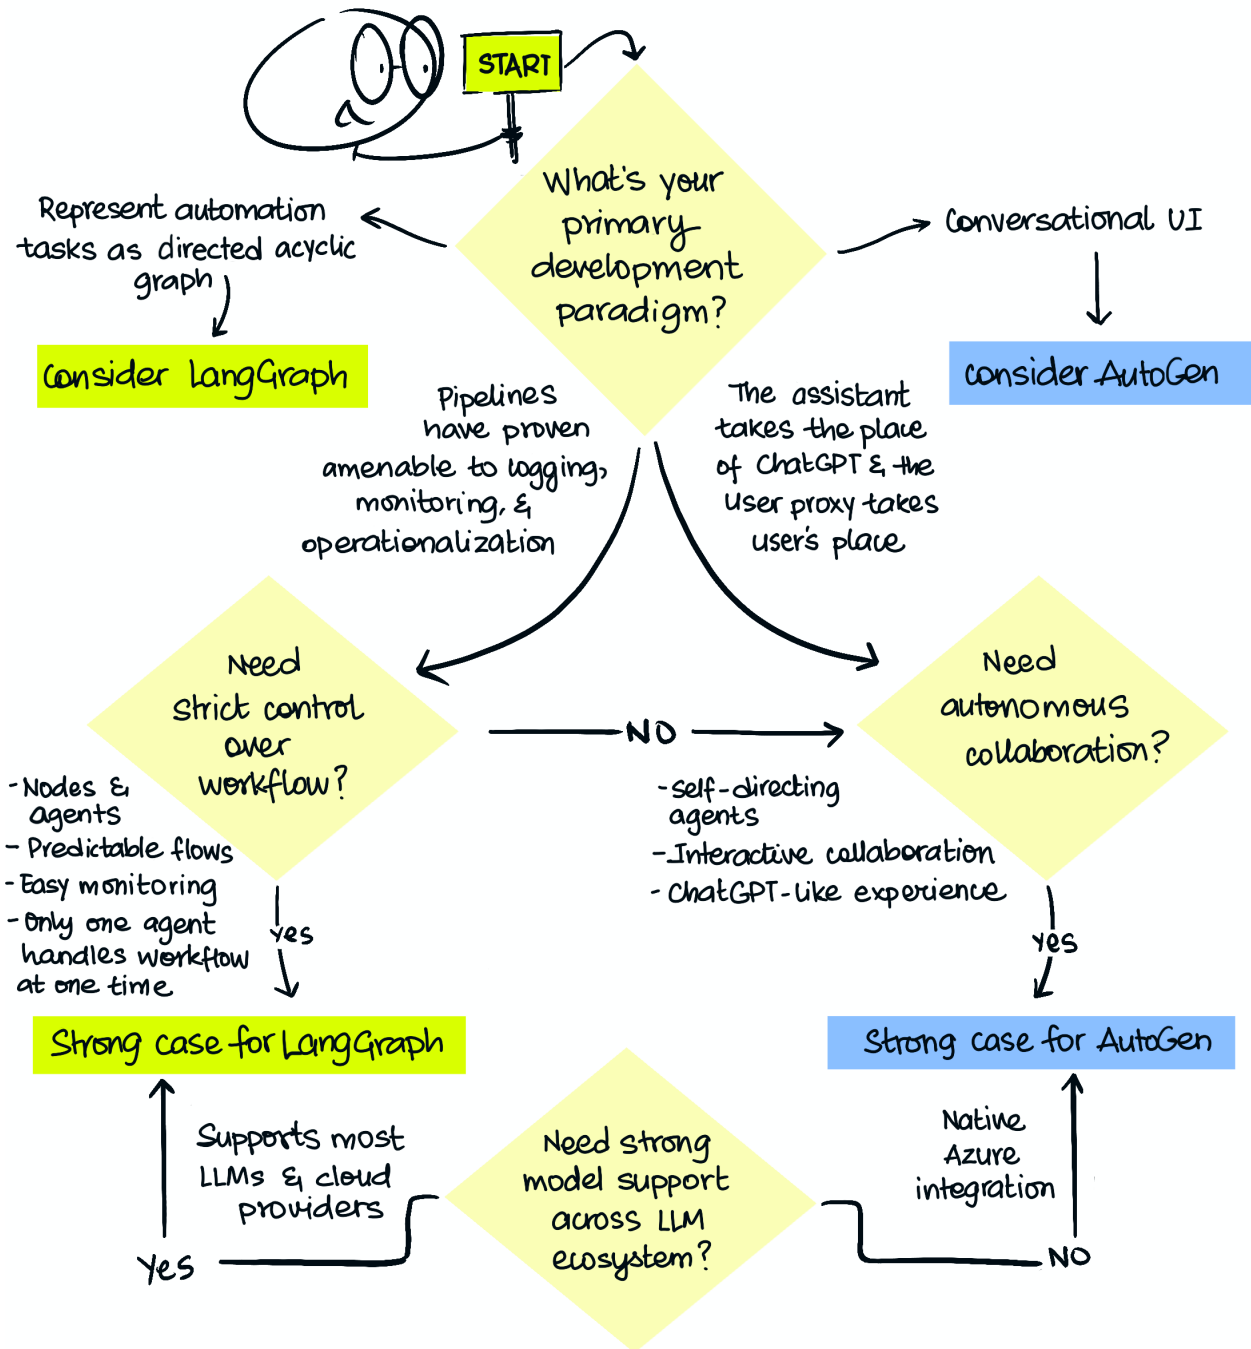 START
What's your
primary
development
paradigm?
Represent automation
tasks as directed acyclic
graph
consider LangGraph
Conversational UI
consider AutoGen
Pipelines
have proven
amenable to logging,
monitoring, &
operationalization
The assistant
takes the place
of ChatGPT & the
user proxy takes
user's place
Need
strict control
over
workflow?
NO
Need
autonomous
collaboration?
- Nodes &
agents
- Predictable flows
- Easy monitoring
- Only one agent
handles workflow
at one time
yes
- Self-directing
agents
- Interactive collaboration
- ChatGPT-like experience
yes
Strong case for LangGraph
Strong case for AutoGen
Supports most
LLMs & cloud
providers
Yes
Need strong
model support
across LLM
ecosystem?
Native
Azure
integration
NO